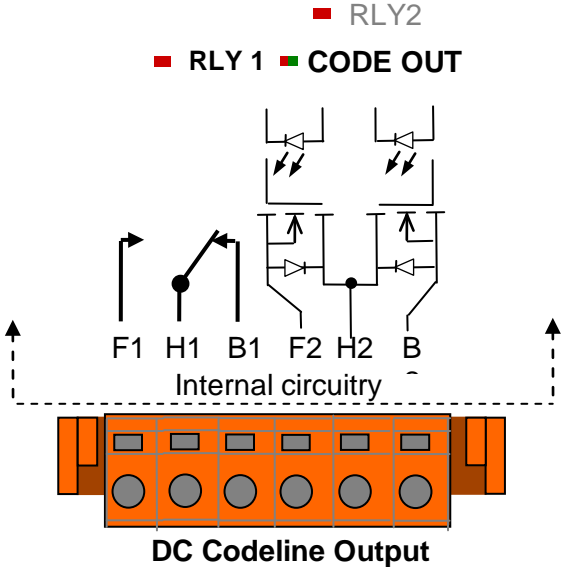 RLY2
RLY 1 CODE OUT
F1 H1 B1 F2 H2 B
Internal circuitry
DC Codeline Output